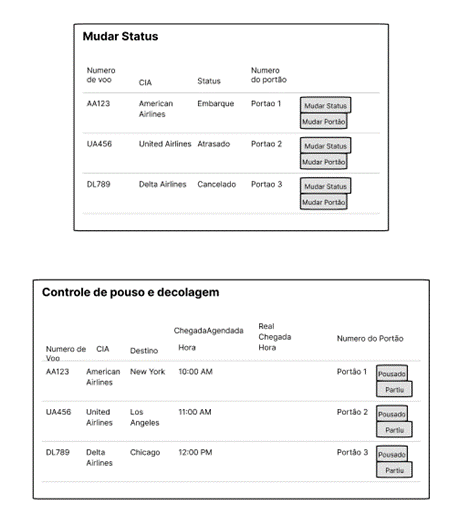 Mudar Status
Numero de voo CIA Status Numero do portão
AA123 American Airlines Embarque Portao 1 Mudar Status
Mudar Portão
UA456 United Airlines Atrasado Portao 2 Mudar Status
Mudar Portão
DL789 Delta Airlines Cancelado Portao 3 Mudar Status
Mudar Portão
Controle de pouso e decolagem
Numero de Voo CIA Destino ChegadaAgendada Hora Real Chegada Hora Numero do Portão
AA123 American Airlines New York 10:00 AM Portão 1 Pousado
Partiu
UA456 United Airlines Los Angeles 11:00 AM Portão 2 Pousado
Partiu
DL789 Delta Airlines Chicago 12:00 PM Portão 3 Pousado
Partiu